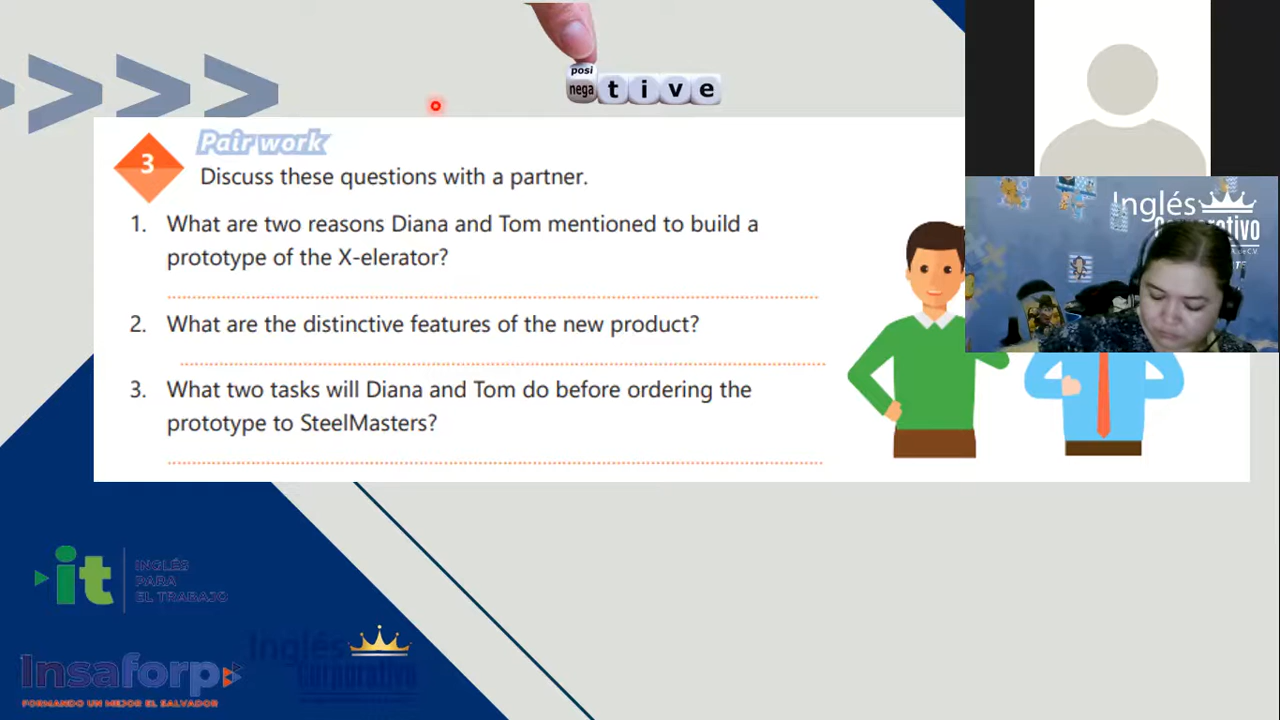 posi
negative
3
Pair work
Discuss these questions with a partner.
1. What are two reasons Diana and Tom mentioned to build a
prototype of the X-elerator?
2. What are the distinctive features of the new product?
3. What two tasks will Diana and Tom do before ordering the
prototype to SteelMasters?
Inglés
it
INGLÉS
PARA
EL TRABAJO
Inglés
Corporativo
Insaforp
FORMANDO UN MEJOR EL SALVADOR